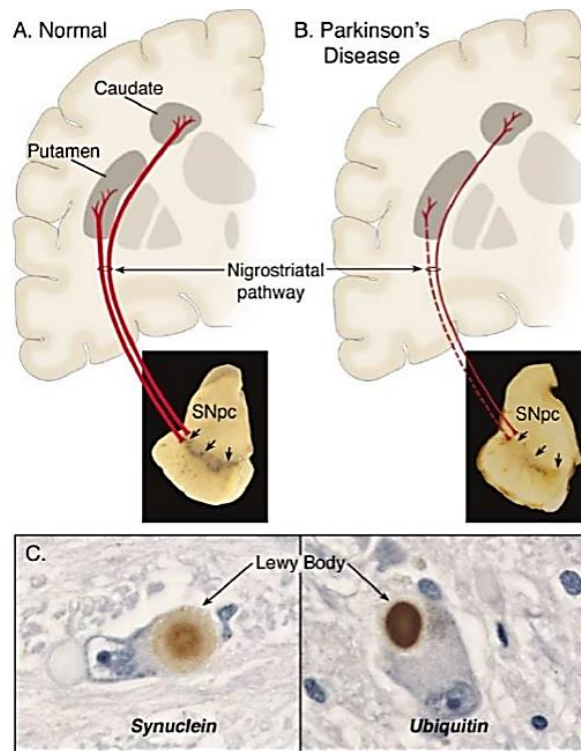 A. Normal
B. Parkinson's
Disease
Caudate
Putamen
Nigrostriatal
pathway
SNpc
SNpc
C.
Lewy Body
Synuclein
Ubiquitin